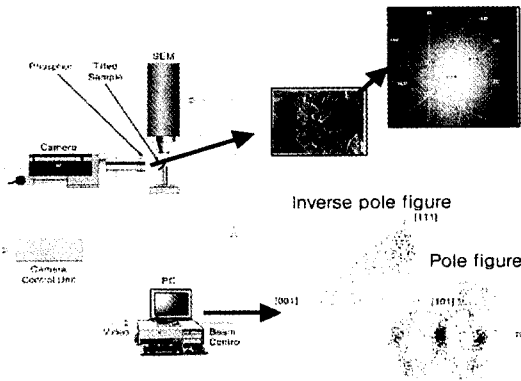 SEM
Phosphor
Tilted
Sample
Camera
Inverse pole figure
[111]
Camera
Control Unit
Pole figure
PC
[001]
[101]
Video
Beam
Control